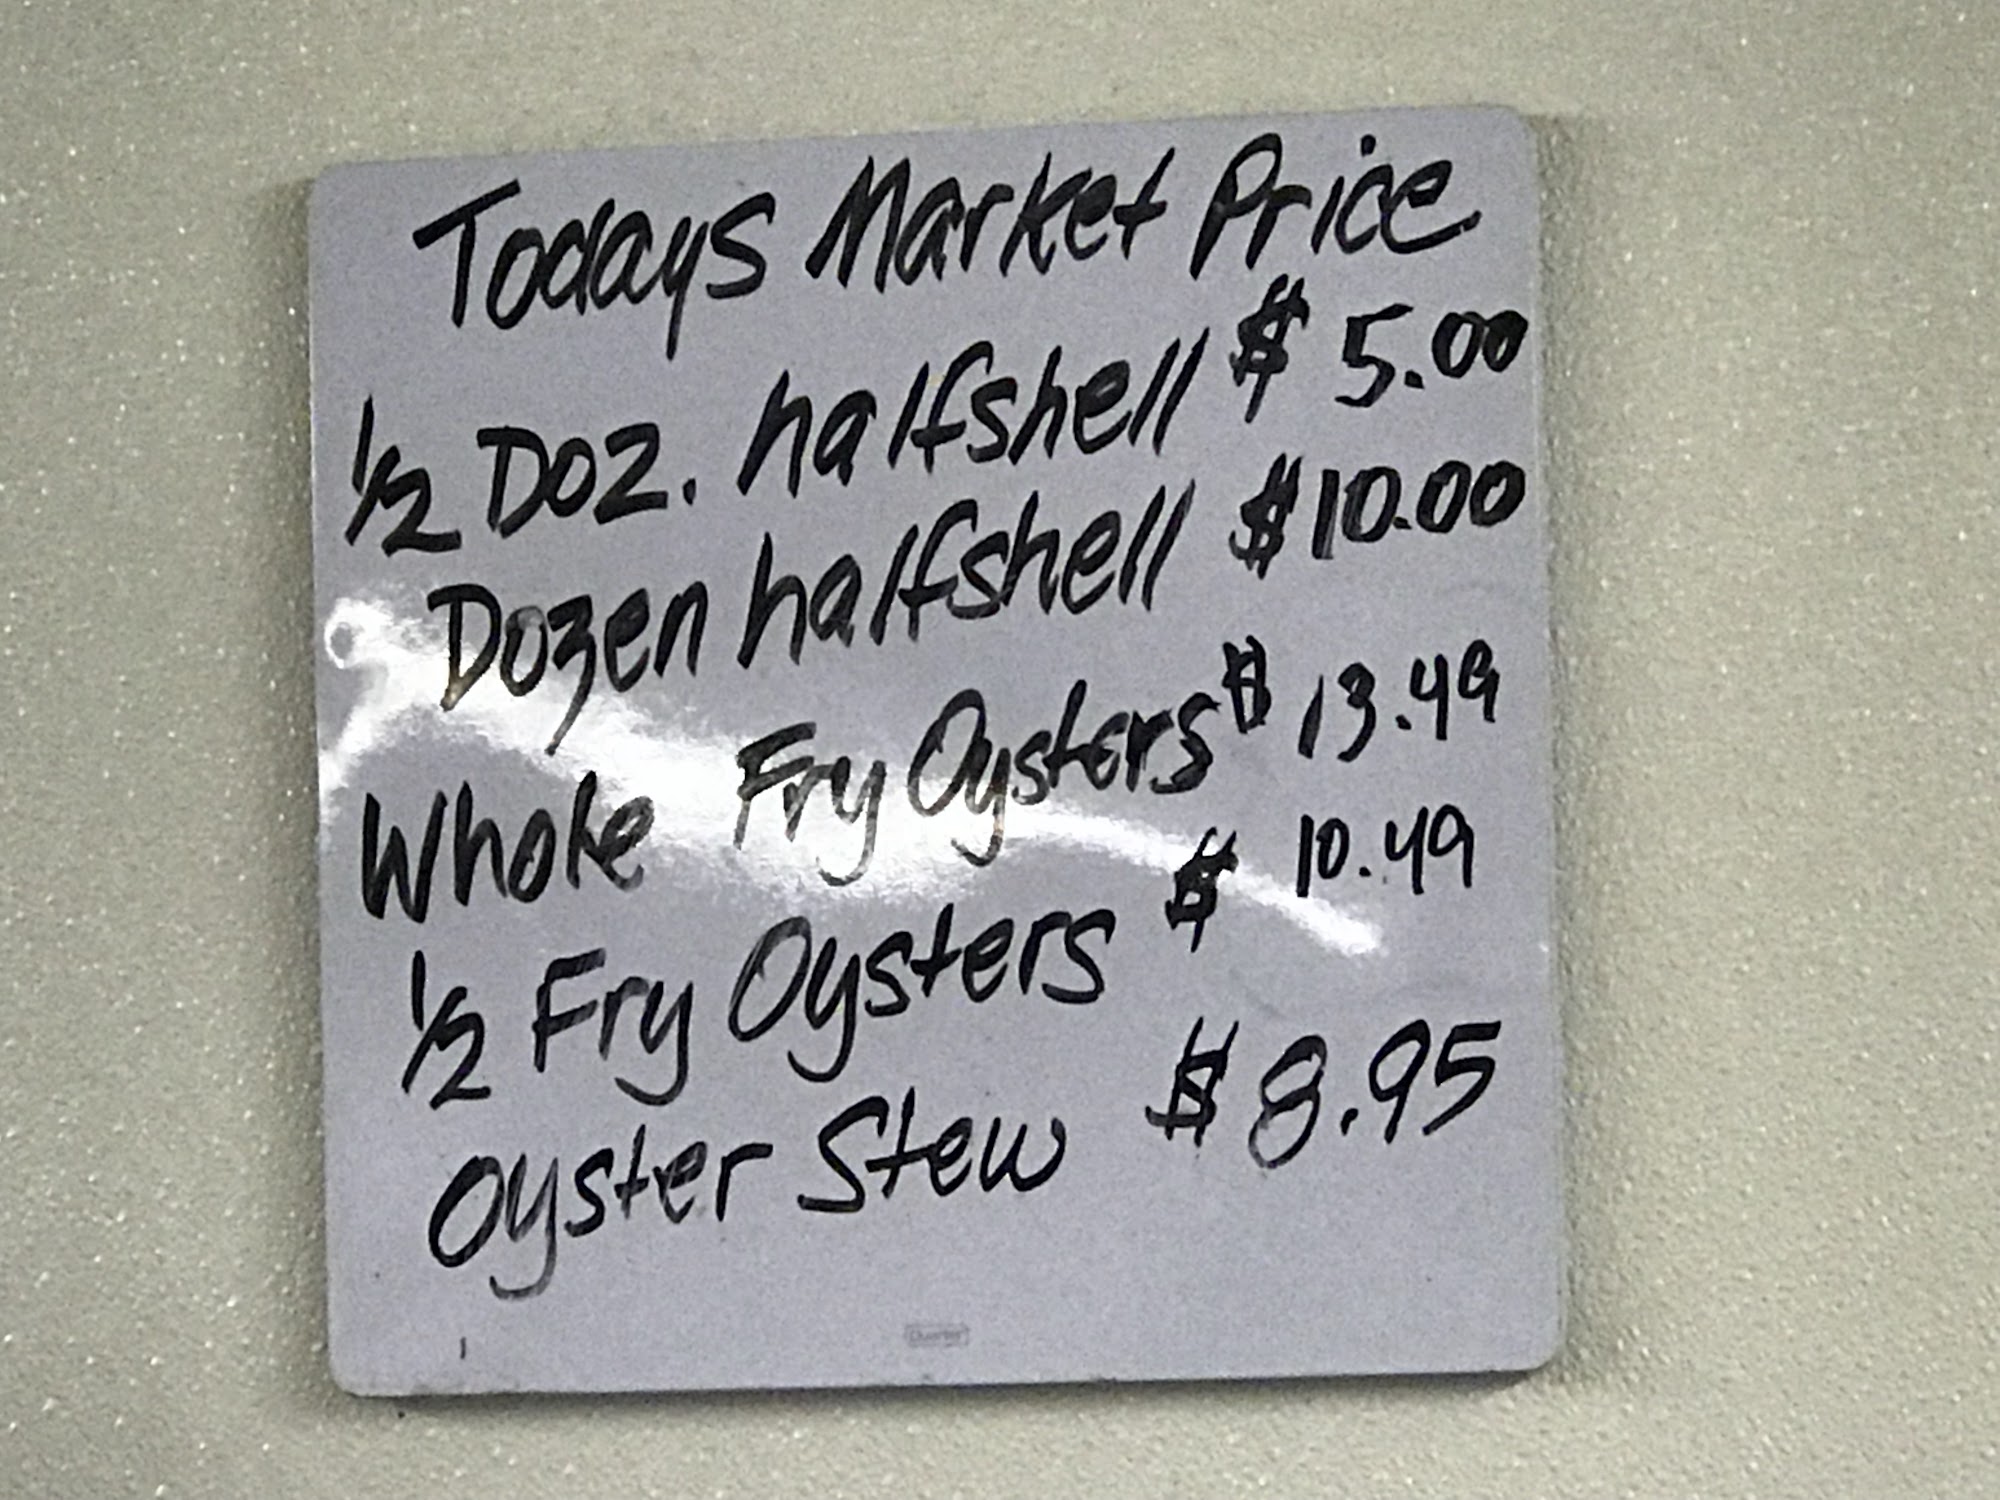 Todays Market Price
1/2 Doz. halfshell $ 5.00
Dozen halfshell $10.00
Whole Fry Oysters $ 13.49
1/2 Fry Oysters $ 10.49
Oyster Stew $ 8.95
Quartet